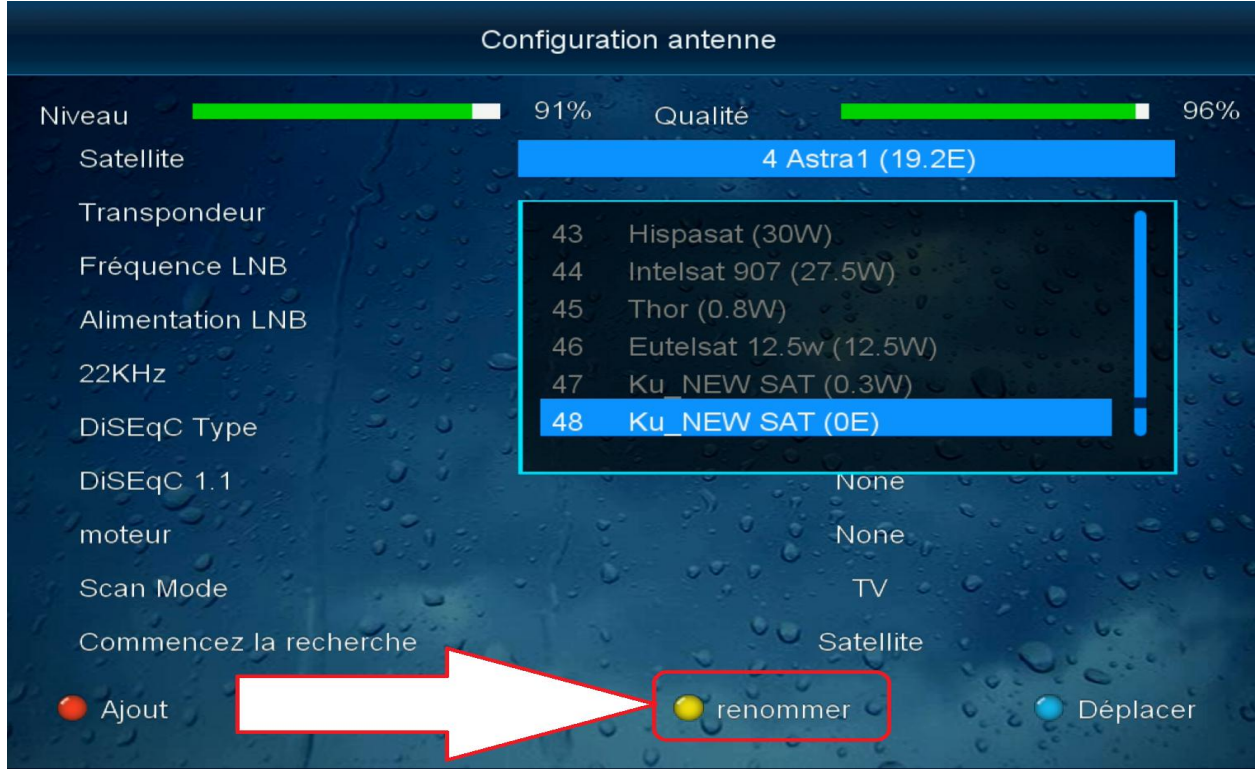 Configuration antenne
Niveau 91% Qualité 96%
Satellite 4 Astra1 (19.2E)
Transpondeur
43 Hispasat (30W)
Fréquence LNB
44 Intelsat 907 (27.5W)
45 Thor (0.8W)
Alimentation LNB
46 Eutelsat 12.5w (12.5W)
22KHz
47 Ku_NEW SAT (0.3W)
DiSEqC Type
48 Ku_NEW SAT (0E)
DiSEqC 1.1 None
moteur None
Scan Mode TV
Commencez la recherche Satellite
Ajout renommer Déplacer